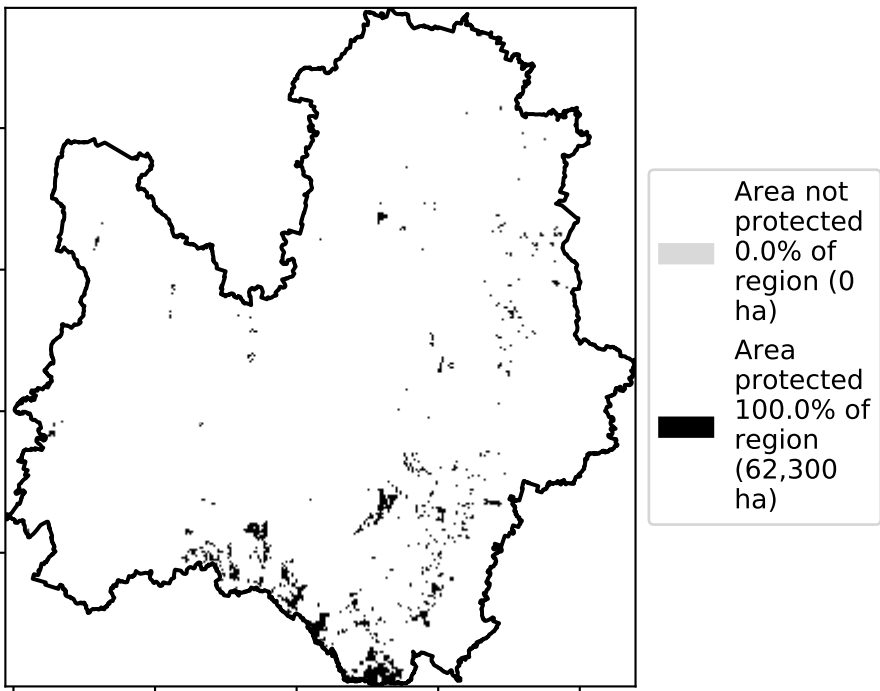 Area not
protected
0.0% of
region (0
ha)
Area
protected
100.0% of
region
(62,300
ha)